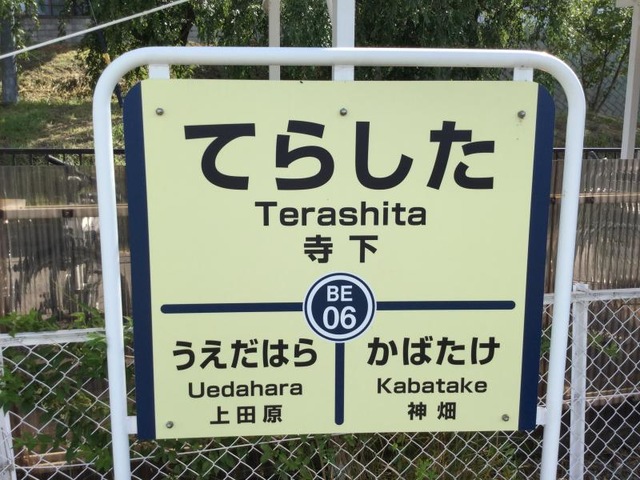 てらした
Terashita
寺下
BE
06
うえだはら
Uedahara
上田原
かばたけ
Kabatake
神畑